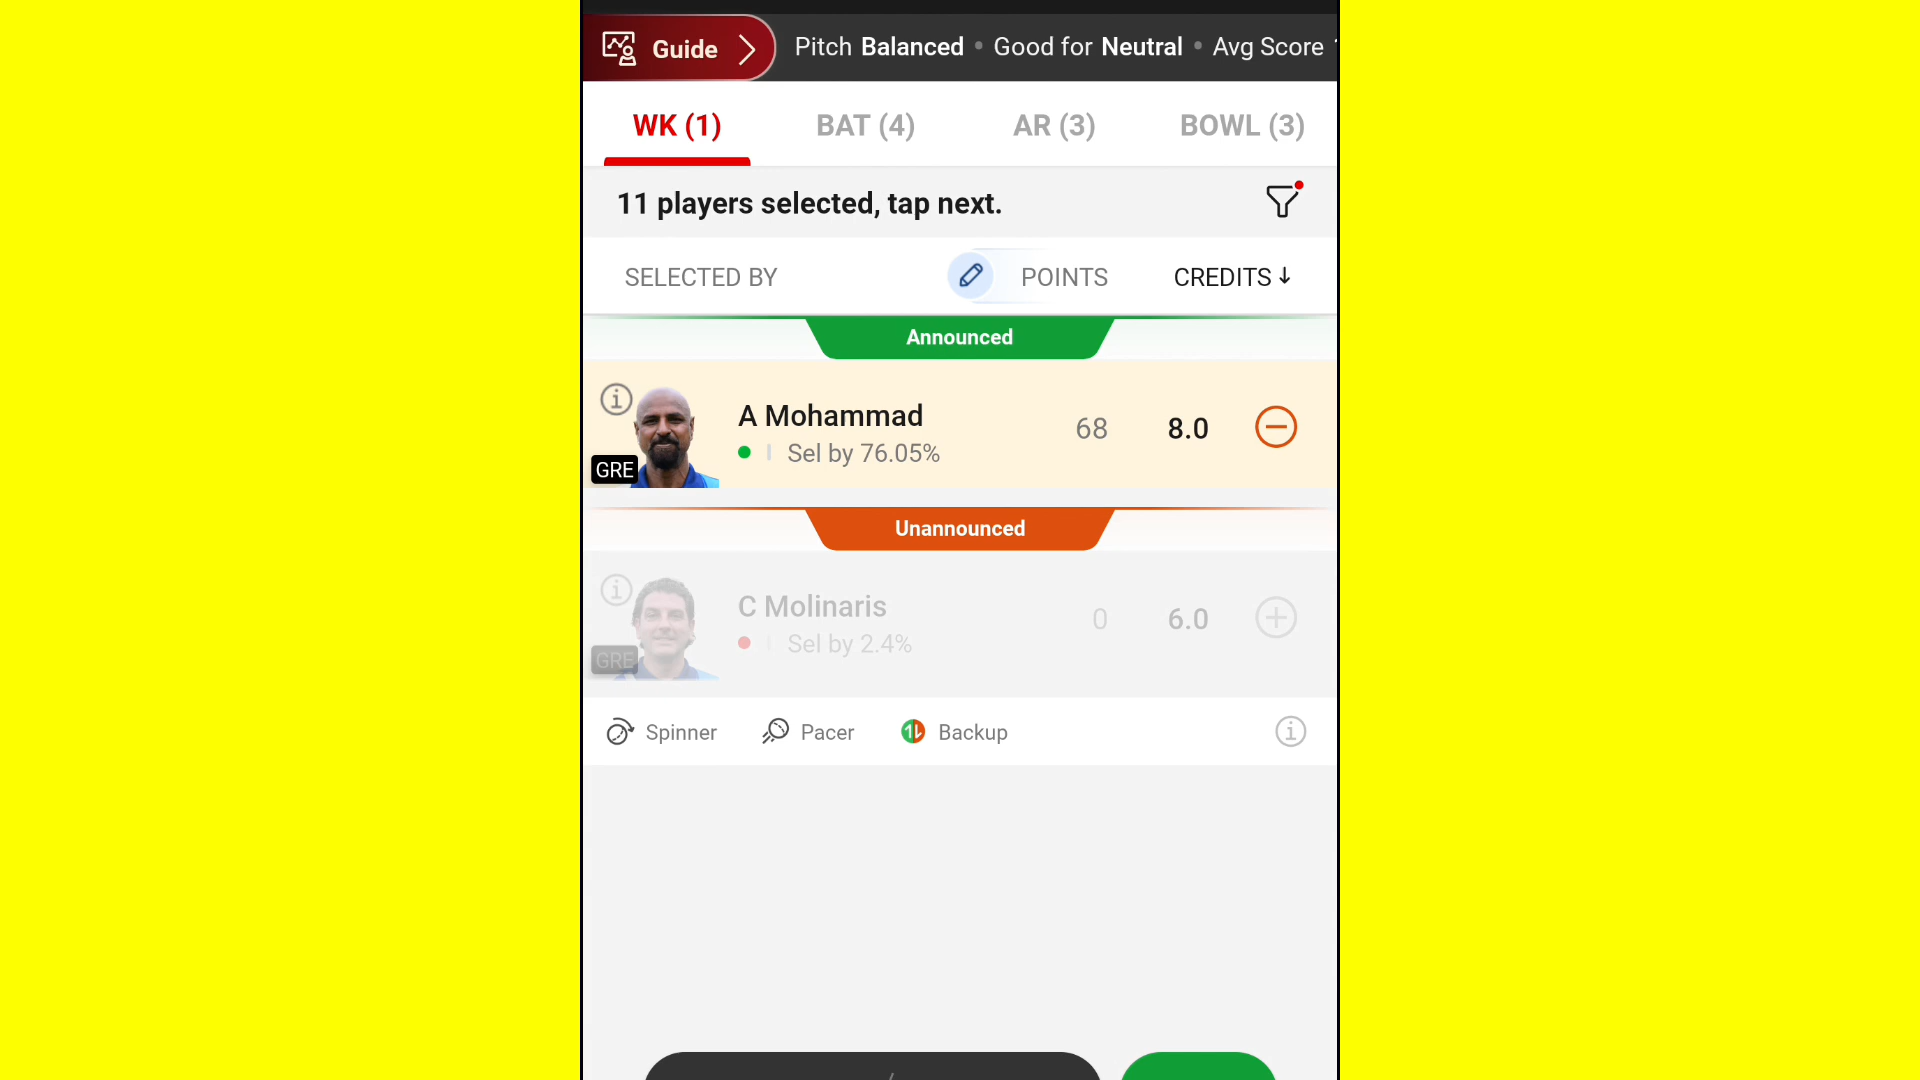 Guide
Pitch Balanced • Good for Neutral • Avg Score
WK (1) BAT (4) AR (3) BOWL (3)
11 players selected, tap next.
SELECTED BY POINTS CREDITS ↓
Announced
A Mohammad
68 8.0
Sel by 76.05%
GRE
Unannounced
C Molinaris
0 6.0
Sel by 2.4%
GRE
Spinner Pacer Backup